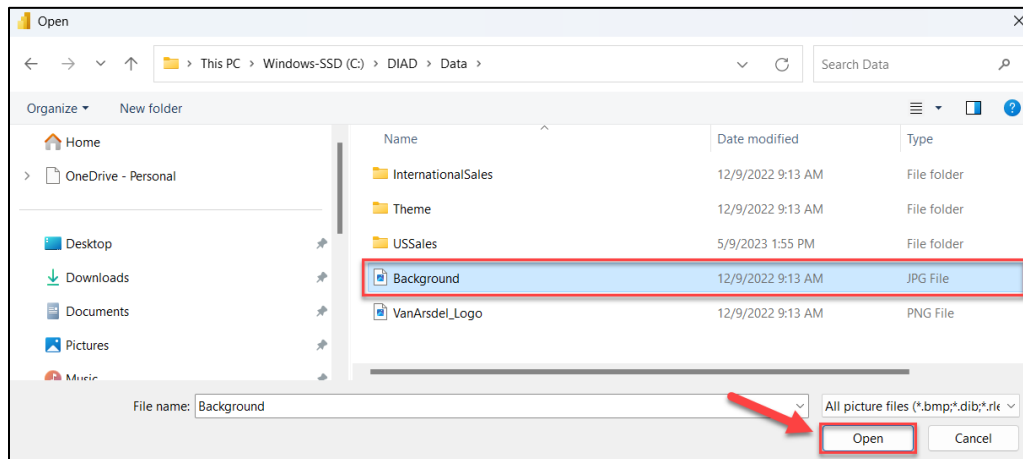 Open
This PC > Windows-SSD (C:) > DIAD > Data >
Search Data
Organize
New folder
Name
Date modified
Type
Home
OneDrive - Personal
Desktop
Downloads
Documents
Pictures
Music
InternationalSales 12/9/2022 9:13 AM File folder
Theme 12/9/2022 9:13 AM File folder
USSales 5/9/2023 1:55 PM File folder
Background 12/9/2022 9:13 AM JPG File
VanArsdel_Logo 12/9/2022 9:13 AM PNG File
File name: Background
All picture files (*.bmp;*.dib;*.rle
Open
Cancel